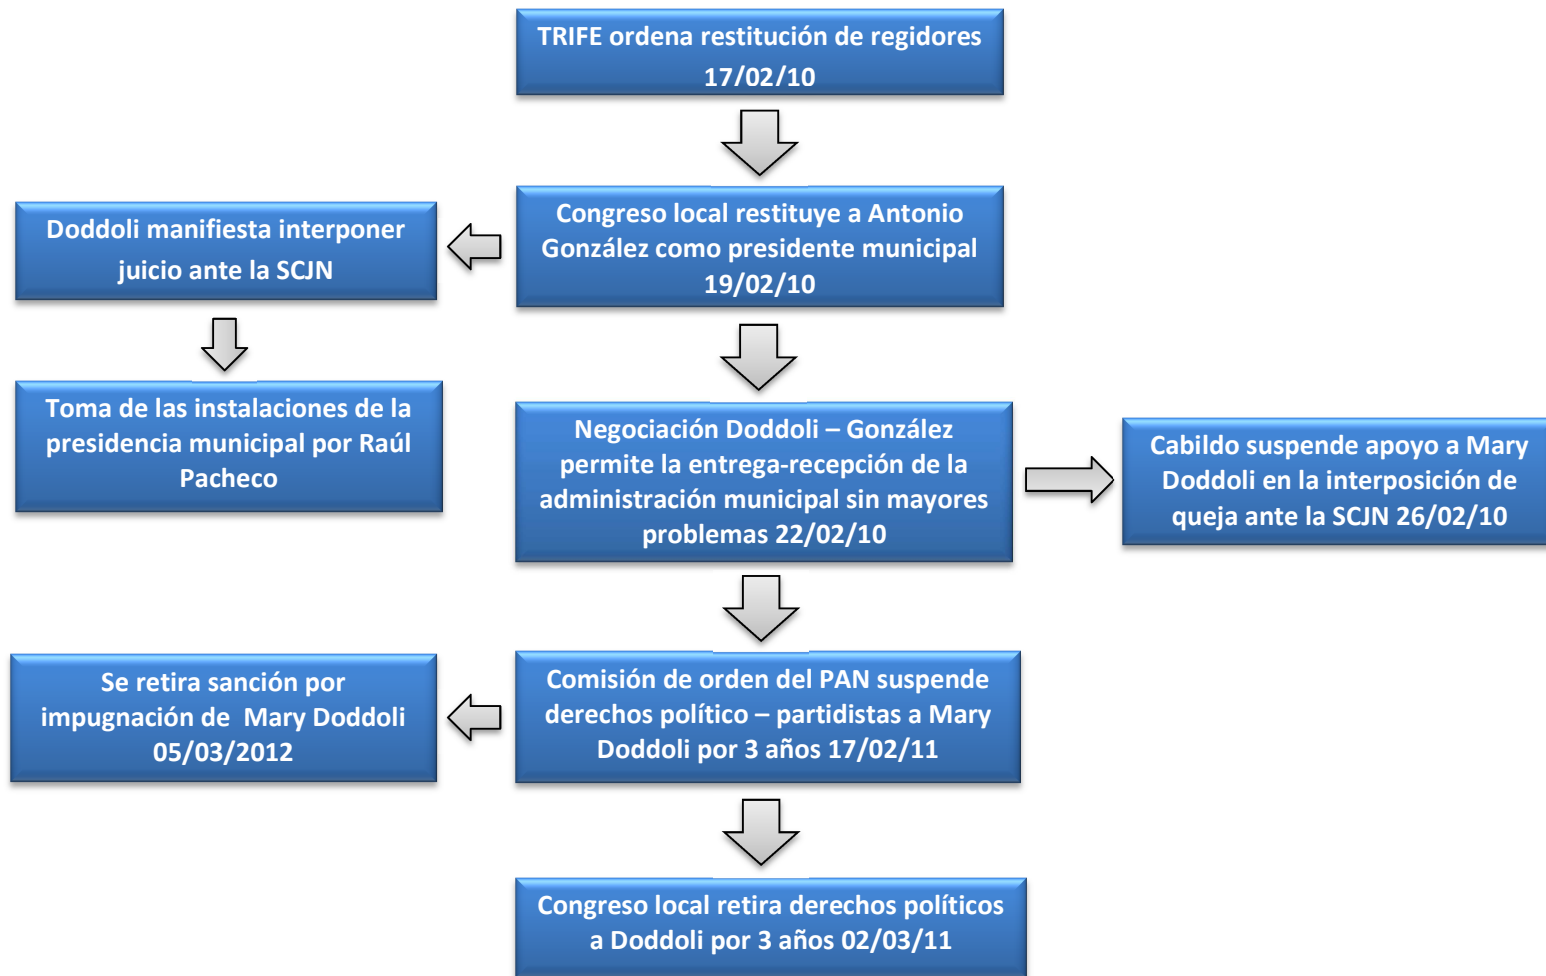 TRIFE ordena restitución de regidores
17/02/10
Doddoli manifiesta interponer
juicio ante la SCJN
Congreso local restituye a Antonio
González como presidente municipal
19/02/10
Toma de las instalaciones de la
presidencia municipal por Raúl
Pacheco
Negociación Doddoli – González
permite la entrega-recepción de la
administración municipal sin mayores
problemas 22/02/10
Cabildo suspende apoyo a Mary
Doddoli en la interposición de
queja ante la SCJN 26/02/10
Se retira sanción por
impugnación de  Mary Doddoli
05/03/2012
Comisión de orden del PAN suspende
derechos político – partidistas a Mary
Doddoli por 3 años 17/02/11
Congreso local retira derechos políticos
a Doddoli por 3 años 02/03/11